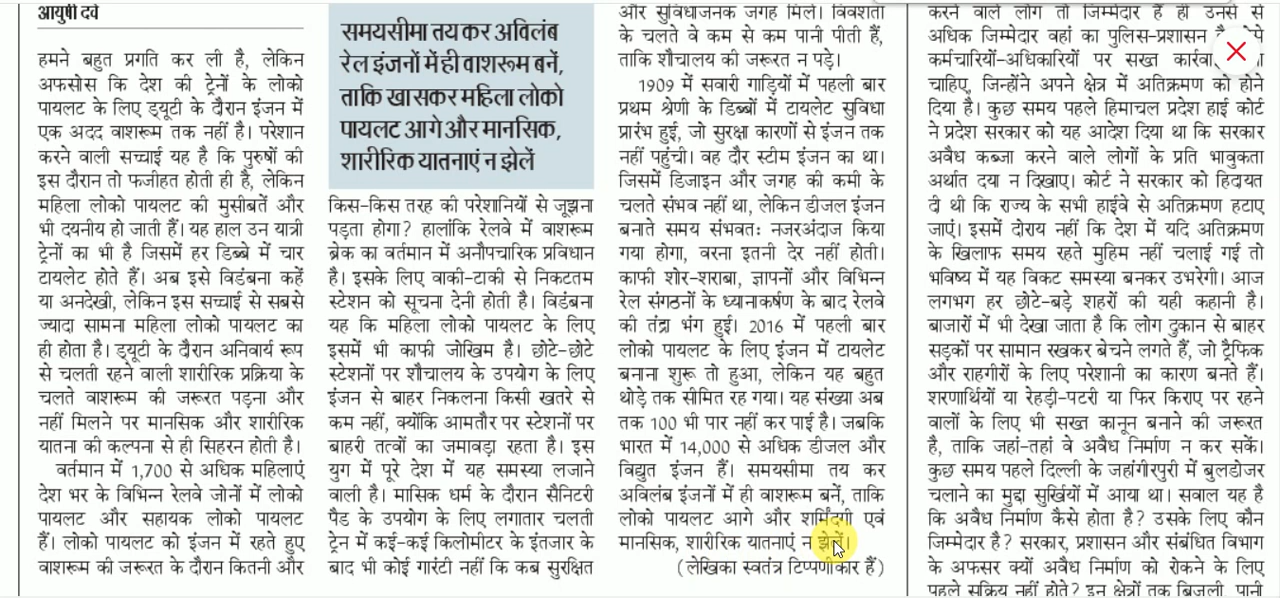 आयुषी दवे
हमने बहुत प्रगति कर ली है, लेकिन
अफसोस कि देश की ट्रेनों के लोको
पायलट के लिए ड्यूटी के दौरान इंजन में
एक अदद वाशरूम तक नहीं है। परेशान
करने वाली सच्चाई यह है कि पुरुषों की
इस दौरान तो फजीहत होती ही है, लेकिन
महिला लोको पायलट की मुसीबतें और
भी दयनीय हो जाती हैं। यह हाल उन यात्री
ट्रेनों का भी है जिसमें हर डिब्बे में चार
टायलेट होते हैं। अब इसे विडंबना कहें
या अनदेखी, लेकिन इस सच्चाई से सबसे
ज्यादा सामना महिला लोको पायलट का
ही होता है। ड्यूटी के दौरान अनिवार्य रूप
से चलती रहने वाली शारीरिक प्रक्रिया के
चलते वाशरूम की जरूरत पड़ना और
नहीं मिलने पर मानसिक और शारीरिक
यातना की कल्पना से ही सिहरन होती है।
वर्तमान में 1,700 से अधिक महिलाएं
देश भर के विभिन्न रेलवे जोनों में लोको
पायलट और सहायक लोको पायलट
हैं। लोको पायलट को इंजन में रहते हुए
वाशरूम की जरूरत के दौरान कितनी और
समयसीमा तय कर अविलंब
रेल इंजनों में ही वाशरूम बनें,
ताकि खासकर महिला लोको
पायलट आगे और मानसिक,
शारीरिक यातनाएं न झेलें
किस-किस तरह की परेशानियों से जूझना
पड़ता होगा? हालांकि रेलवे में वाशरूम
ब्रेक का वर्तमान में अनौपचारिक प्रविधान
है। इसके लिए वाकी-टाकी से निकटतम
स्टेशन को सूचना देनी होती है। विडंबना
यह कि महिला लोको पायलट के लिए
इसमें भी काफी जोखिम है। छोटे-छोटे
स्टेशनों पर शौचालय के उपयोग के लिए
इंजन से बाहर निकलना किसी खतरे से
कम नहीं, क्योंकि आमतौर पर स्टेशनों पर
बाहरी तत्वों का जमावड़ा रहता है। इस
युग में पूरे देश में यह समस्या लजाने
वाली है। मासिक धर्म के दौरान सैनिटरी
पैड के उपयोग के लिए लगातार चलती
ट्रेन में कई-कई किलोमीटर के इंतजार के
बाद भी कोई गारंटी नहीं कि कब सुरक्षित
और सुविधाजनक जगह मिले। विवशता
के चलते वे कम से कम पानी पीती हैं,
ताकि शौचालय की जरूरत न पड़े।
1909 में सवारी गाड़ियों में पहली बार
प्रथम श्रेणी के डिब्बों में टायलेट सुविधा
प्रारंभ हुई, जो सुरक्षा कारणों से इंजन तक
नहीं पहुंची। वह दौर स्टीम इंजन का था।
जिसमें डिजाइन और जगह की कमी के
चलते संभव नहीं था, लेकिन डीजल इंजन
बनाते समय संभवतः नजरअंदाज किया
गया होगा, वरना इतनी देर नहीं होती।
काफी शोर-शराबा, ज्ञापनों और विभिन्न
रेल संगठनों के ध्यानाकर्षण के बाद रेलवे
की तंद्रा भंग हुई। 2016 में पहली बार
लोको पायलट के लिए इंजन में टायलेट
बनाना शुरू तो हुआ, लेकिन यह बहुत
थोड़े तक सीमित रह गया। यह संख्या अब
तक 100 भी पार नहीं कर पाई है। जबकि
भारत में 14,000 से अधिक डीजल और
विद्युत इंजन हैं। समयसीमा तय कर
अविलंब इंजनों में ही वाशरूम बनें, ताकि
लोको पायलट आगे और शर्मिंदगी एवं
मानसिक, शारीरिक यातनाएं न झेलें।
(लेखिका स्वतंत्र टिप्पणीकार हैं)
करने वाले लोग तो जिम्मेदार हैं ही उनसे से
अधिक जिम्मेदार वहां का पुलिस-प्रशासन
कर्मचारियों-अधिकारियों पर सख्त
चाहिए, जिन्होंने अपने क्षेत्र में अतिक्रमण को होने
दिया है। कुछ समय पहले हिमाचल प्रदेश हाई कोर्ट
ने प्रदेश सरकार को यह आदेश दिया था कि सरकार
अवैध कब्जा करने वाले लोगों के प्रति भावुकता
अर्थात दया न दिखाए। कोर्ट ने सरकार को हिदायत
दी थी कि राज्य के सभी हाईवे से अतिक्रमण हटाए
जाएं। इसमें दोराय नहीं कि देश में यदि अतिक्रमण
के खिलाफ समय रहते मुहिम नहीं चलाई गई तो
भविष्य में यह विकट समस्या बनकर उभरेगी। आज
लगभग हर छोटे-बड़े शहरों की यही कहानी है।
बाजारों में भी देखा जाता है कि लोग दुकान से बाहर
सड़कों पर सामान रखकर बेचने लगते हैं, जो ट्रैफिक
और राहगीरों के लिए परेशानी का कारण बनते हैं।
शरणार्थियों या रेहड़ी-पटरी या फिर किराए पर रहने
वालों के लिए भी सख्त कानून बनाने की जरूरत
है, ताकि जहां-तहां वे अवैध निर्माण न कर सकें।
कुछ समय पहले दिल्ली के जहांगीरपुरी में बुलडोजर
चलाने का मुद्दा सुर्खियों में आया था। सवाल यह है
कि अवैध निर्माण कैसे होता है? उसके लिए कौन
जिम्मेदार है? सरकार, प्रशासन और संबंधित विभाग
के अफसर क्यों अवैध निर्माण को रोकने के लिए
पहले सक्रिय नहीं होते? इन क्षेत्रों तक बिजली, पानी